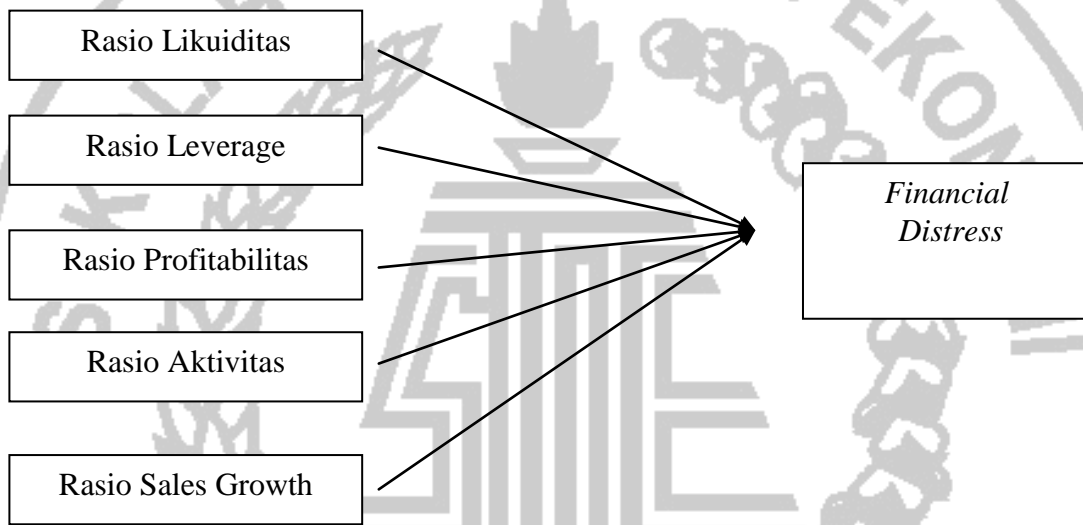 Rasio Likuiditas
Rasio Leverage
Rasio Profitabilitas
Rasio Aktivitas
Rasio Sales Growth
Financial
Distress